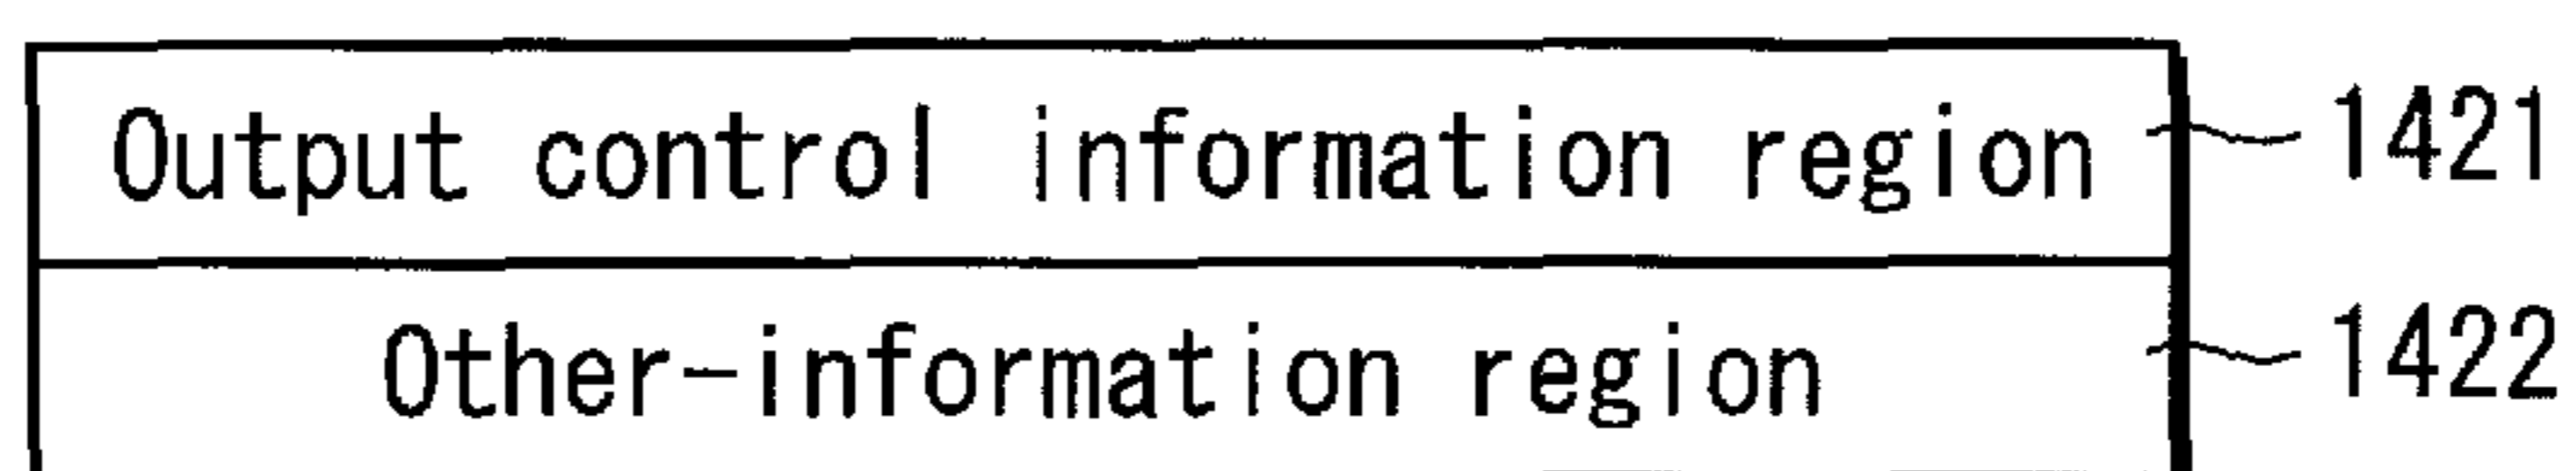 Output control information region 1421
Other-information region 1422